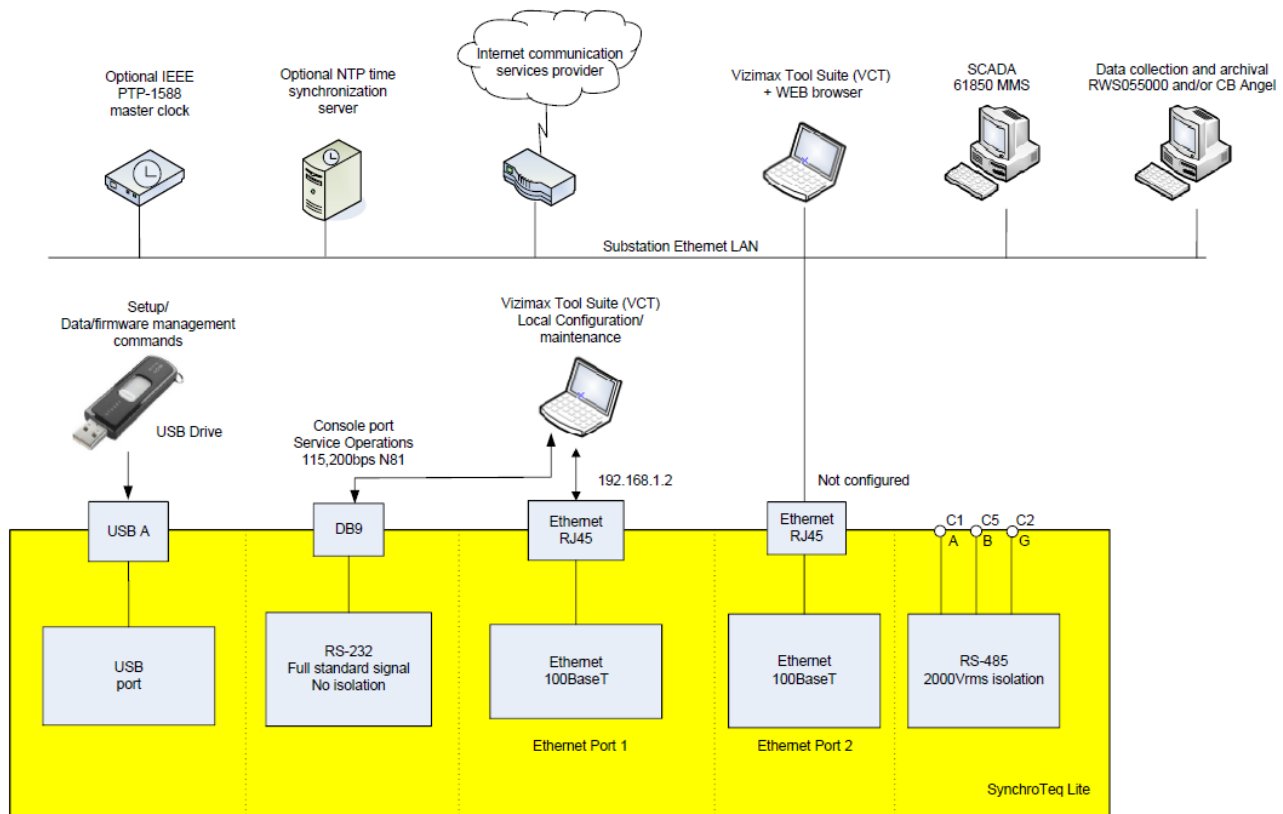 Optional IEEE
PTP-1588
master clock
Optional NTP time
synchronization
server
Internet communication
services provider
Vizimax Tool Suite (VCT)
+ WEB browser
SCADA
61850 MMS
Data collection and archival
RWS055000 and/or CB Angel
Substation Ethernet LAN
Setup/
Data/firmware management
commands
USB Drive
Console port
Service Operations
115,200bps N81
Vizimax Tool Suite (VCT)
Local Configuration/
maintenance
192.168.1.2
Not configured
USB A
DB9
Ethernet
RJ45
Ethernet
RJ45
C1
C5
C2
A
B
G
USB
port
RS-232
Full standard signal
No isolation
Ethernet
100BaseT
Ethernet
100BaseT
RS-485
2000Vrms isolation
Ethernet Port 1
Ethernet Port 2
SynchroTeq Lite